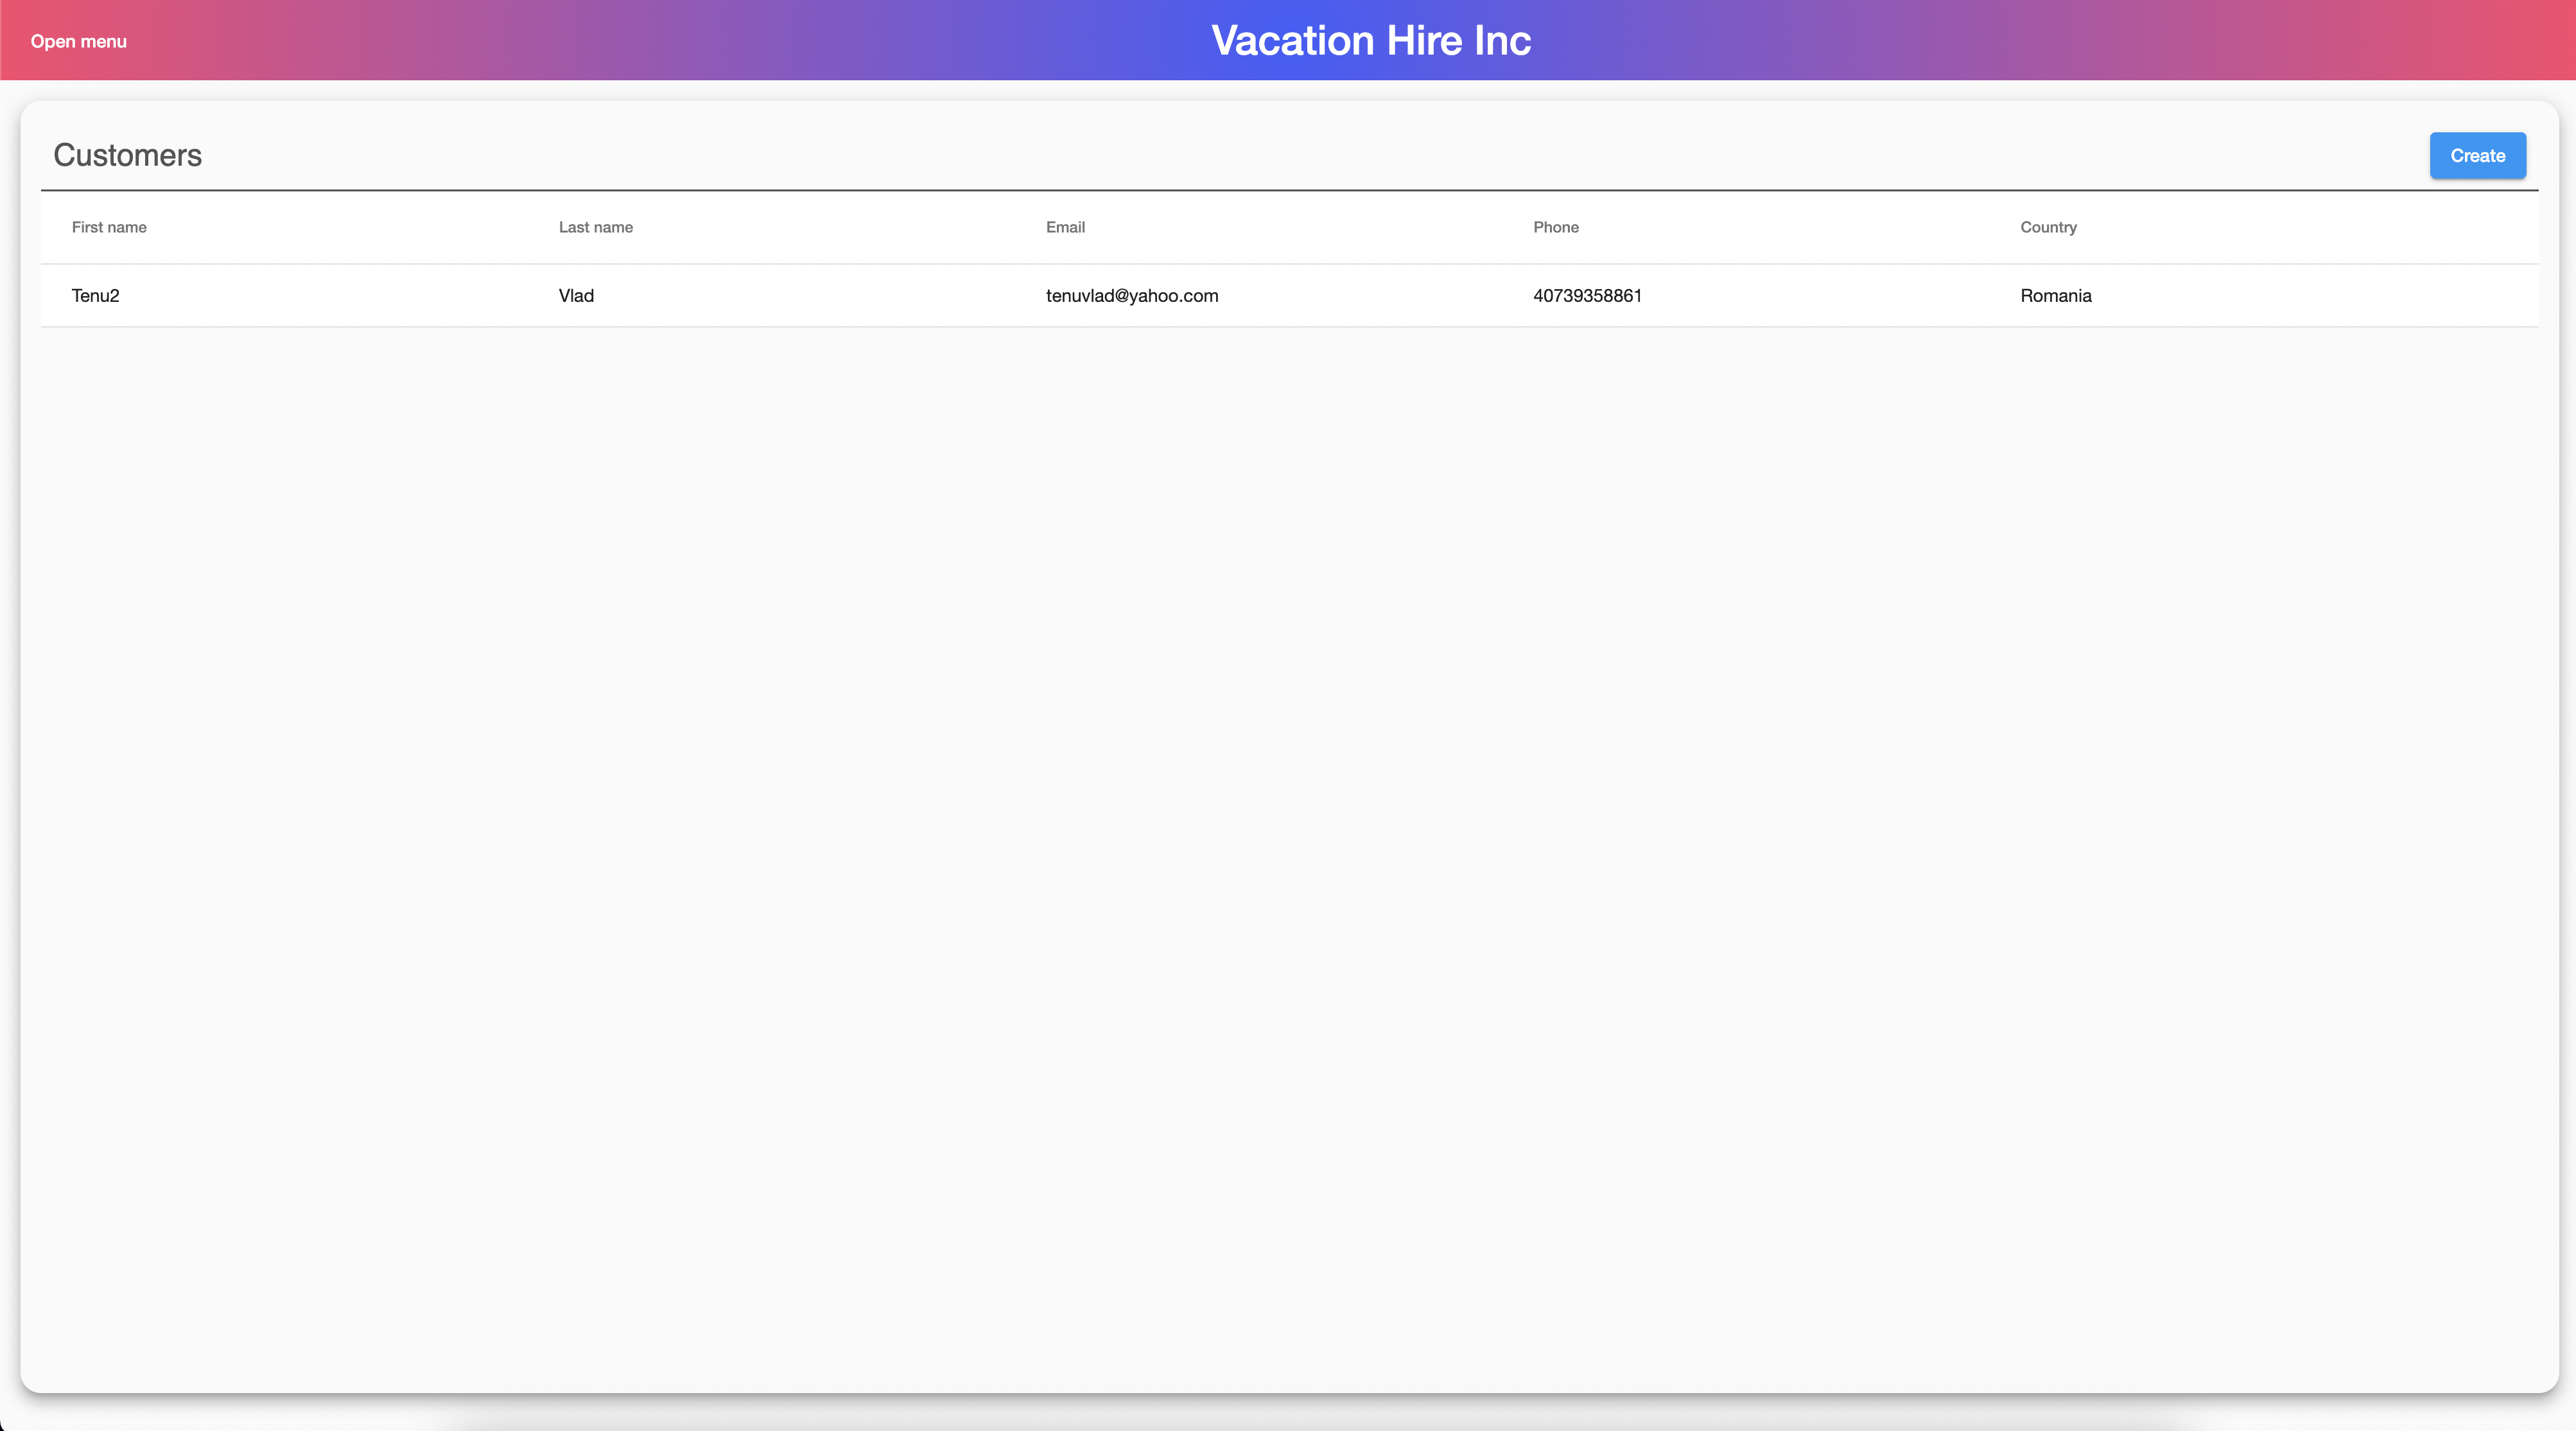 Open menu
Vacation Hire Inc
Customers
Create
First name Last name Email Phone Country
Tenu2 Vlad tenuvlad@yahoo.com 40739358861 Romania